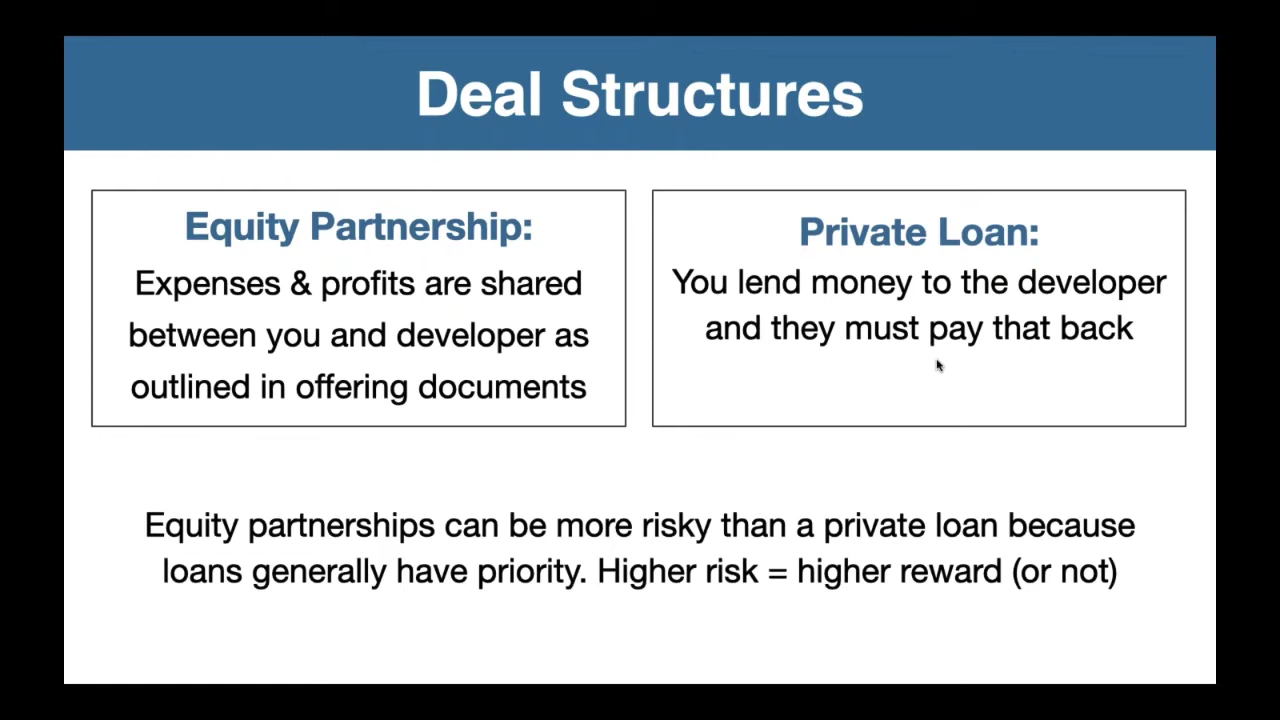 Deal Structures
Equity Partnership:
Expenses & profits are shared
between you and developer as
outlined in offering documents
Private Loan:
You lend money to the developer
and they must pay that back
Equity partnerships can be more risky than a private loan because
loans generally have priority. Higher risk = higher reward (or not)